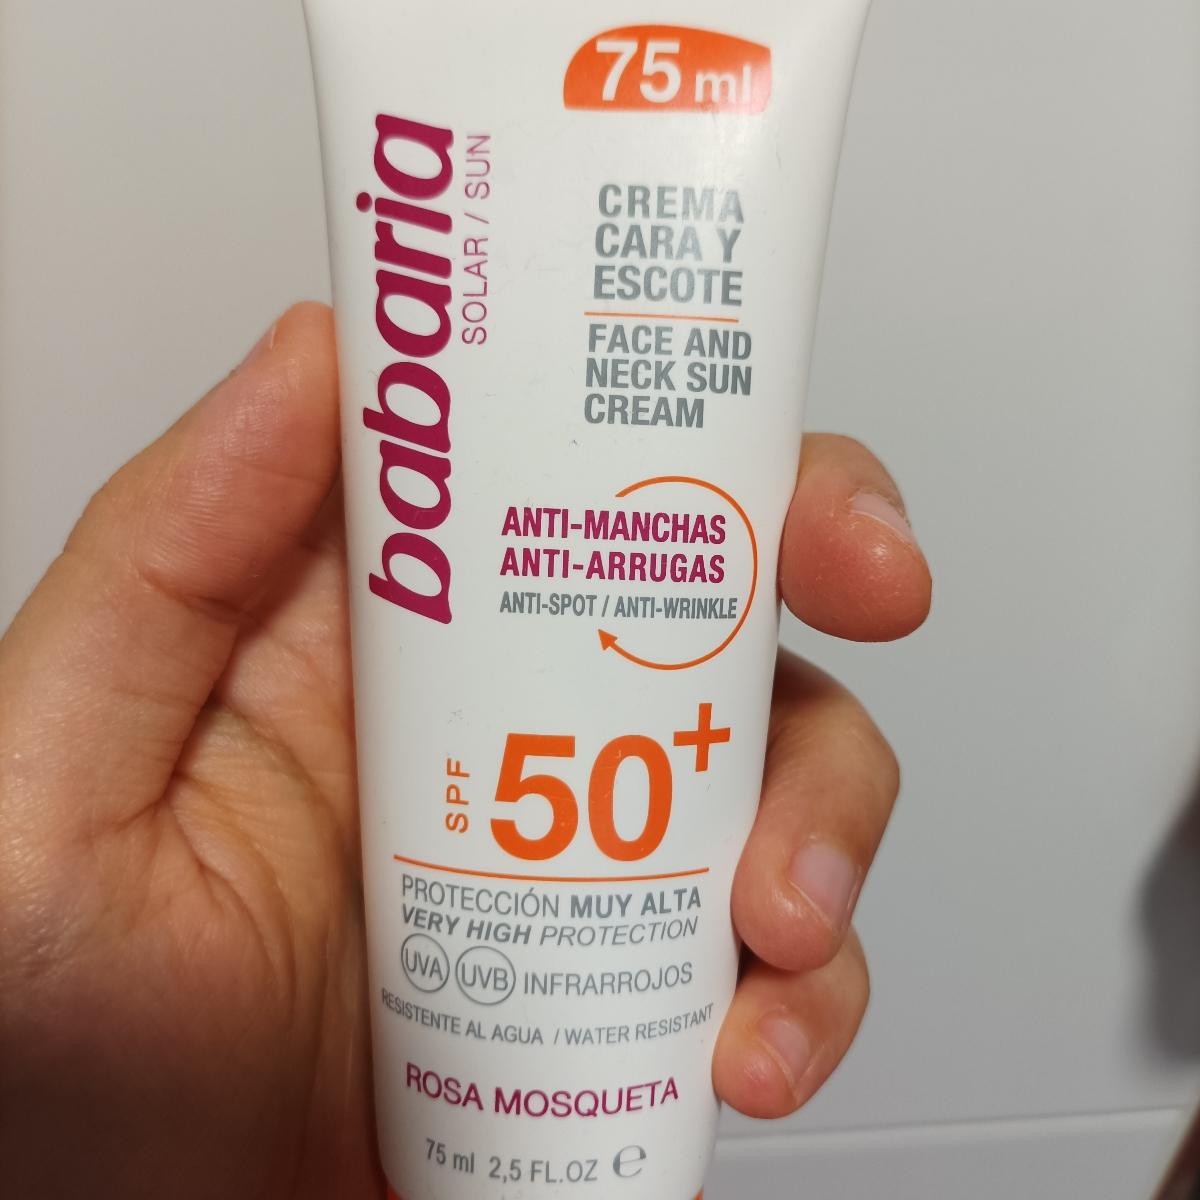 75 ml
babaria
SOLAR / SUN
CREMA
CARA Y
ESCOTE
FACE AND
NECK SUN
CREAM
ANTI-MANCHAS
ANTI-ARRUGAS
ANTI-SPOT / ANTI-WRINKLE
SPF 50+
PROTECCIÓN MUY ALTA
VERY HIGH PROTECTION
UVA UVB INFRARROJOS
RESISTENTE AL AGUA / WATER RESISTANT
ROSA MOSQUETA
75 ml 2,5 FL.OZ ℮